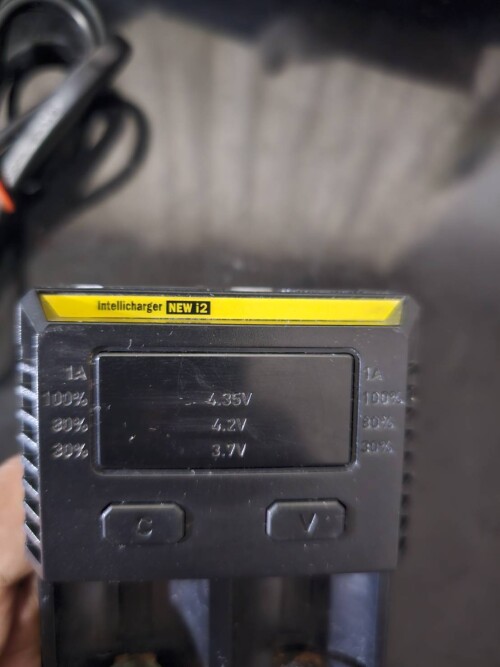 Intellicharger NEW i2
1A 1A
100% 4.35V 100%
80% 4.2V 80%
30% 3.7V 30%
C V